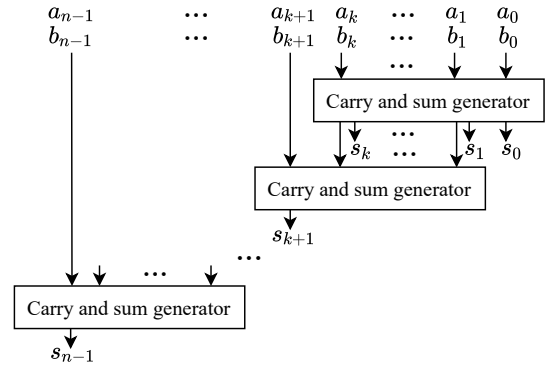 a_{n-1} ... a_{k+1} a_k ... a_1 a_0
b_{n-1} ... b_{k+1} b_k ... b_1 b_0
Carry and sum generator
s_k ... s_1 s_0
Carry and sum generator
s_{k+1}
...
Carry and sum generator
s_{n-1}